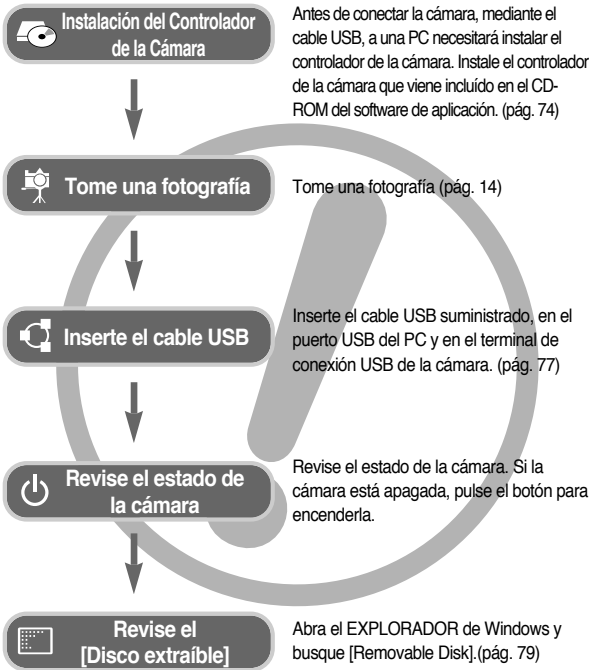 Instalación del Controlador
de la Cámara
Antes de conectar la cámara, mediante el
cable USB, a una PC necesitará instalar el
controlador de la cámara. Instale el controlador
de la cámara que viene incluído en el CD-
ROM del software de aplicación. (pág. 74)
Tome una fotografía
Tome una fotografía (pág. 14)
Inserte el cable USB
Inserte el cable USB suministrado, en el
puerto USB del PC y en el terminal de
conexión USB de la cámara. (pág. 77)
Revise el estado de
la cámara
Revise el estado de la cámara. Si la
cámara está apagada, pulse el botón para
encenderla.
Revise el
[Disco extraíble]
Abra el EXPLORADOR de Windows y
busque [Removable Disk].(pág. 79)